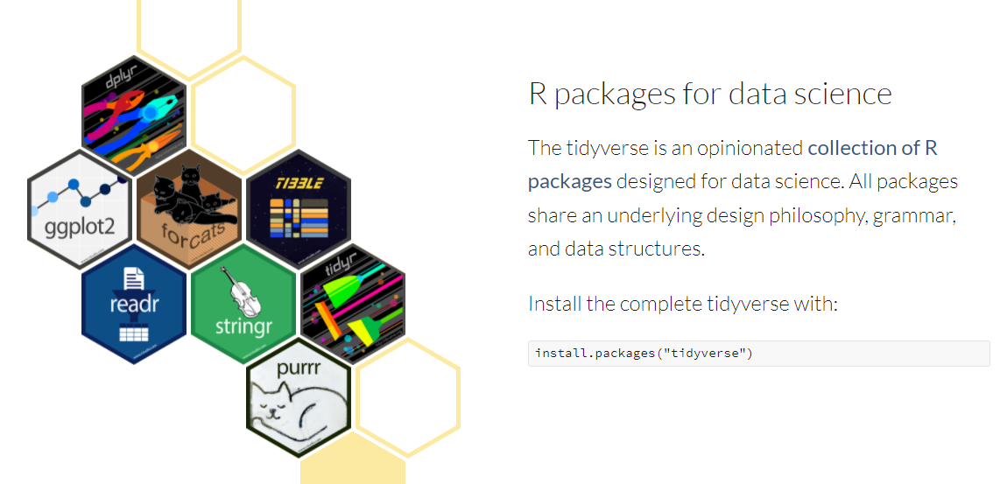 dplyr
ggplot2
forcats
TIBBLE
readr
stringr
tidyr
purrr
R packages for data science
The tidyverse is an opinionated collection of R
packages designed for data science. All packages
share an underlying design philosophy, grammar,
and data structures.
Install the complete tidyverse with:
install.packages("tidyverse")